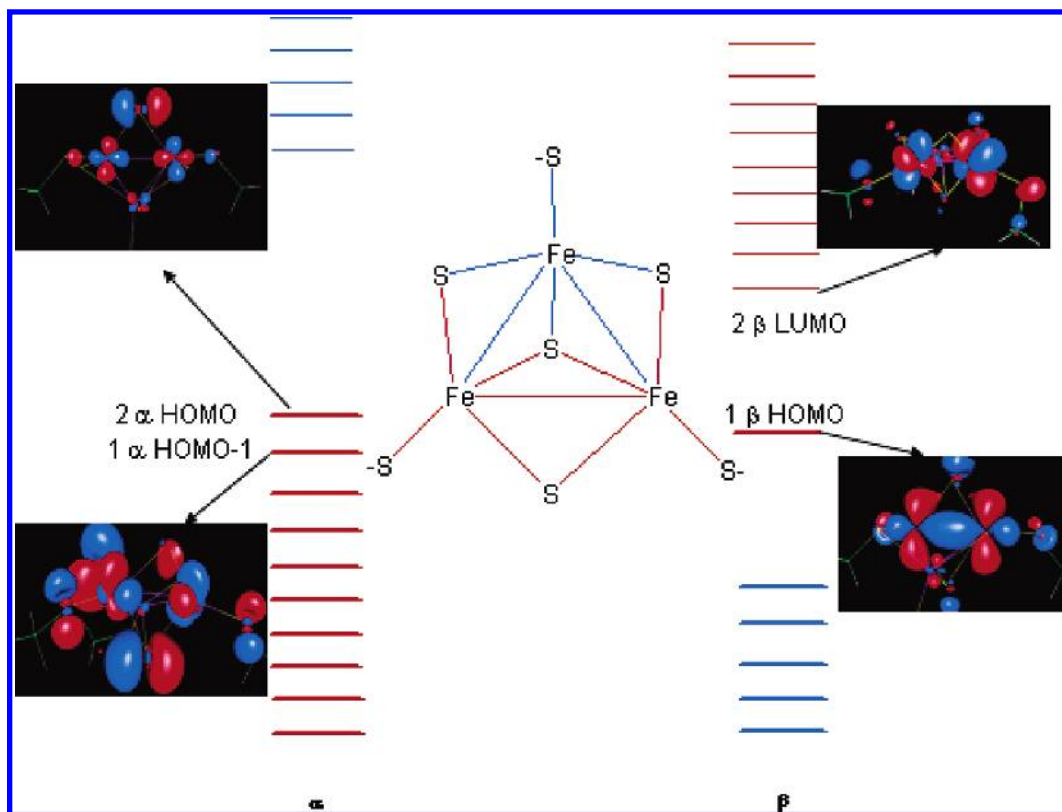 -S
Fe
S S
S
2 β LUMO
Fe Fe
2 α HOMO
1 β HOMO
1 α HOMO-1
-S S S-
α β